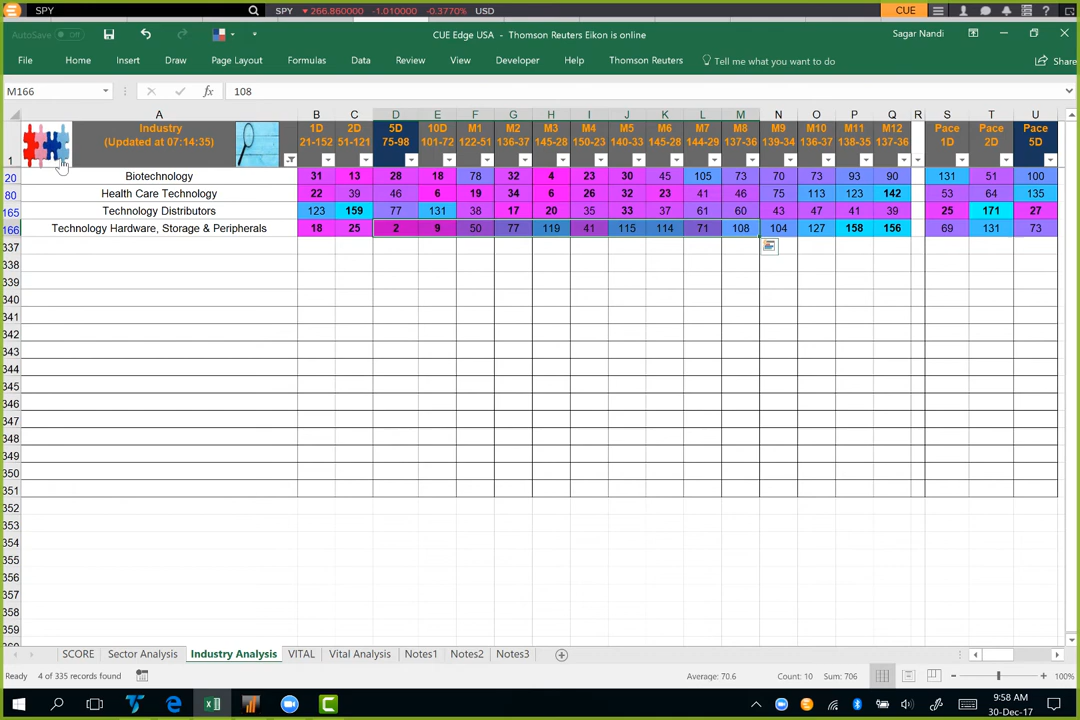 SPY SPY 266.860000 -1.010000 -0.3770% USD CUE
AutoSave Off CUE Edge USA - Thomson Reuters Eikon is online Sagar Nandi
File Home Insert Draw Page Layout Formulas Data Review View Developer Help Thomson Reuters Tell me what you want to do Share
M166 fx 108
A B C D E F G H I J K L M N O P Q R S T U
Industry 1D 2D 5D 10D M1 M2 M3 M4 M5 M6 M7 M8 M9 M10 M11 M12 Pace Pace Pace
(Updated at 07:14:35) 21-152 51-121 75-98 101-72 122-51 136-37 145-28 150-23 140-33 145-28 144-29 137-36 139-34 136-37 138-35 137-36 1D 2D 5D
1
20 Biotechnology 31 13 28 18 78 32 4 23 30 45 105 73 70 73 93 90 131 51 100
80 Health Care Technology 22 39 46 6 19 34 6 26 32 23 41 46 75 113 123 142 53 64 135
165 Technology Distributors 123 159 77 131 38 17 20 35 33 37 61 60 43 47 41 39 25 171 27
166 Technology Hardware, Storage & Peripherals 18 25 2 9 50 77 119 41 115 114 71 108 104 127 158 156 69 131 73
337
338
339
340
341
342
343
344
345
346
347
348
349
350
351
352
353
354
355
356
357
358
359
SCORE Sector Analysis Industry Analysis VITAL Vital Analysis Notes1 Notes2 Notes3
Ready 4 of 335 records found Average: 70.6 Count: 10 Sum: 706 100%
9:58 AM
30-Dec-17